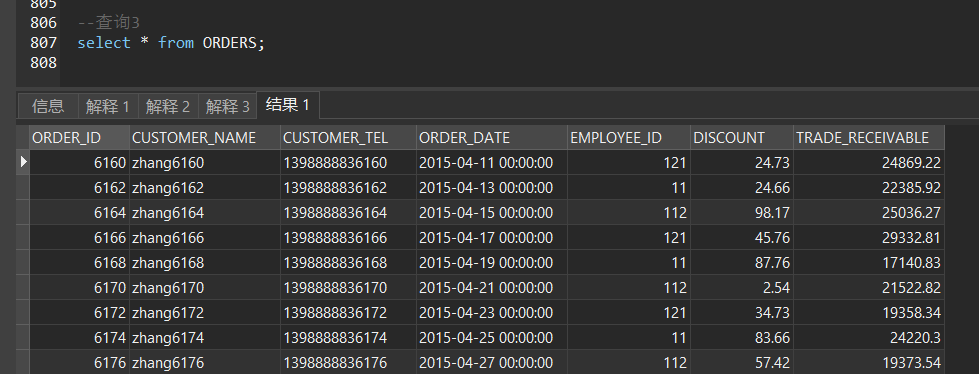 805
806 --查询3
807 select * from ORDERS;
808
信息 解释 1 解释 2 解释 3 结果 1
ORDER_ID CUSTOMER_NAME CUSTOMER_TEL ORDER_DATE EMPLOYEE_ID DISCOUNT TRADE_RECEIVABLE
6160 zhang6160 1398888836160 2015-04-11 00:00:00 121 24.73 24869.22
6162 zhang6162 1398888836162 2015-04-13 00:00:00 11 24.66 22385.92
6164 zhang6164 1398888836164 2015-04-15 00:00:00 112 98.17 25036.27
6166 zhang6166 1398888836166 2015-04-17 00:00:00 121 45.76 29332.81
6168 zhang6168 1398888836168 2015-04-19 00:00:00 11 87.76 17140.83
6170 zhang6170 1398888836170 2015-04-21 00:00:00 112 2.54 21522.82
6172 zhang6172 1398888836172 2015-04-23 00:00:00 121 34.73 19358.34
6174 zhang6174 1398888836174 2015-04-25 00:00:00 11 83.66 24220.3
6176 zhang6176 1398888836176 2015-04-27 00:00:00 112 57.42 19373.54